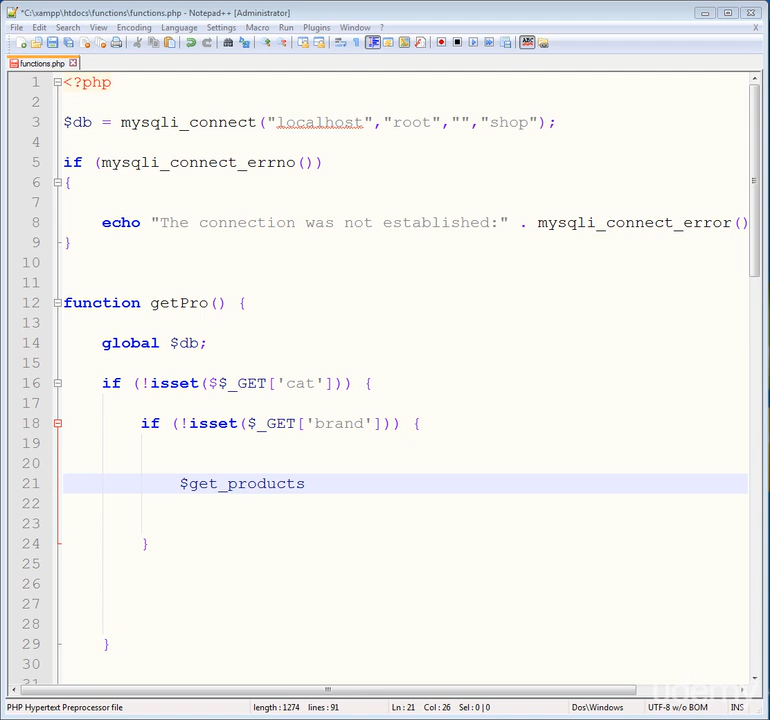 *C:\xampp\htdocs\functions\functions.php - Notepad++ [Administrator]
File Edit Search View Encoding Language Settings Macro Run Plugins Window ? X
functions.php
1 <?php
2
3 $db = mysqli_connect("localhost","root","","shop");
4
5 if (mysqli_connect_errno())
6 {
7
8 echo "The connection was not established:" . mysqli_connect_error()
9 }
10
11
12 function getPro() {
13
14 global $db;
15
16 if (!isset($$_GET['cat'])) {
17
18 if (!isset($_GET['brand'])) {
19
20
21 $get_products
22
23
24 }
25
26
27
28
29 }
30
31
PHP Hypertext Preprocessor file length : 1274 lines : 91 Ln : 21 Col : 26 Sel : 0 | 0 Dos\Windows UTF-8 w/o BOM INS
udemy